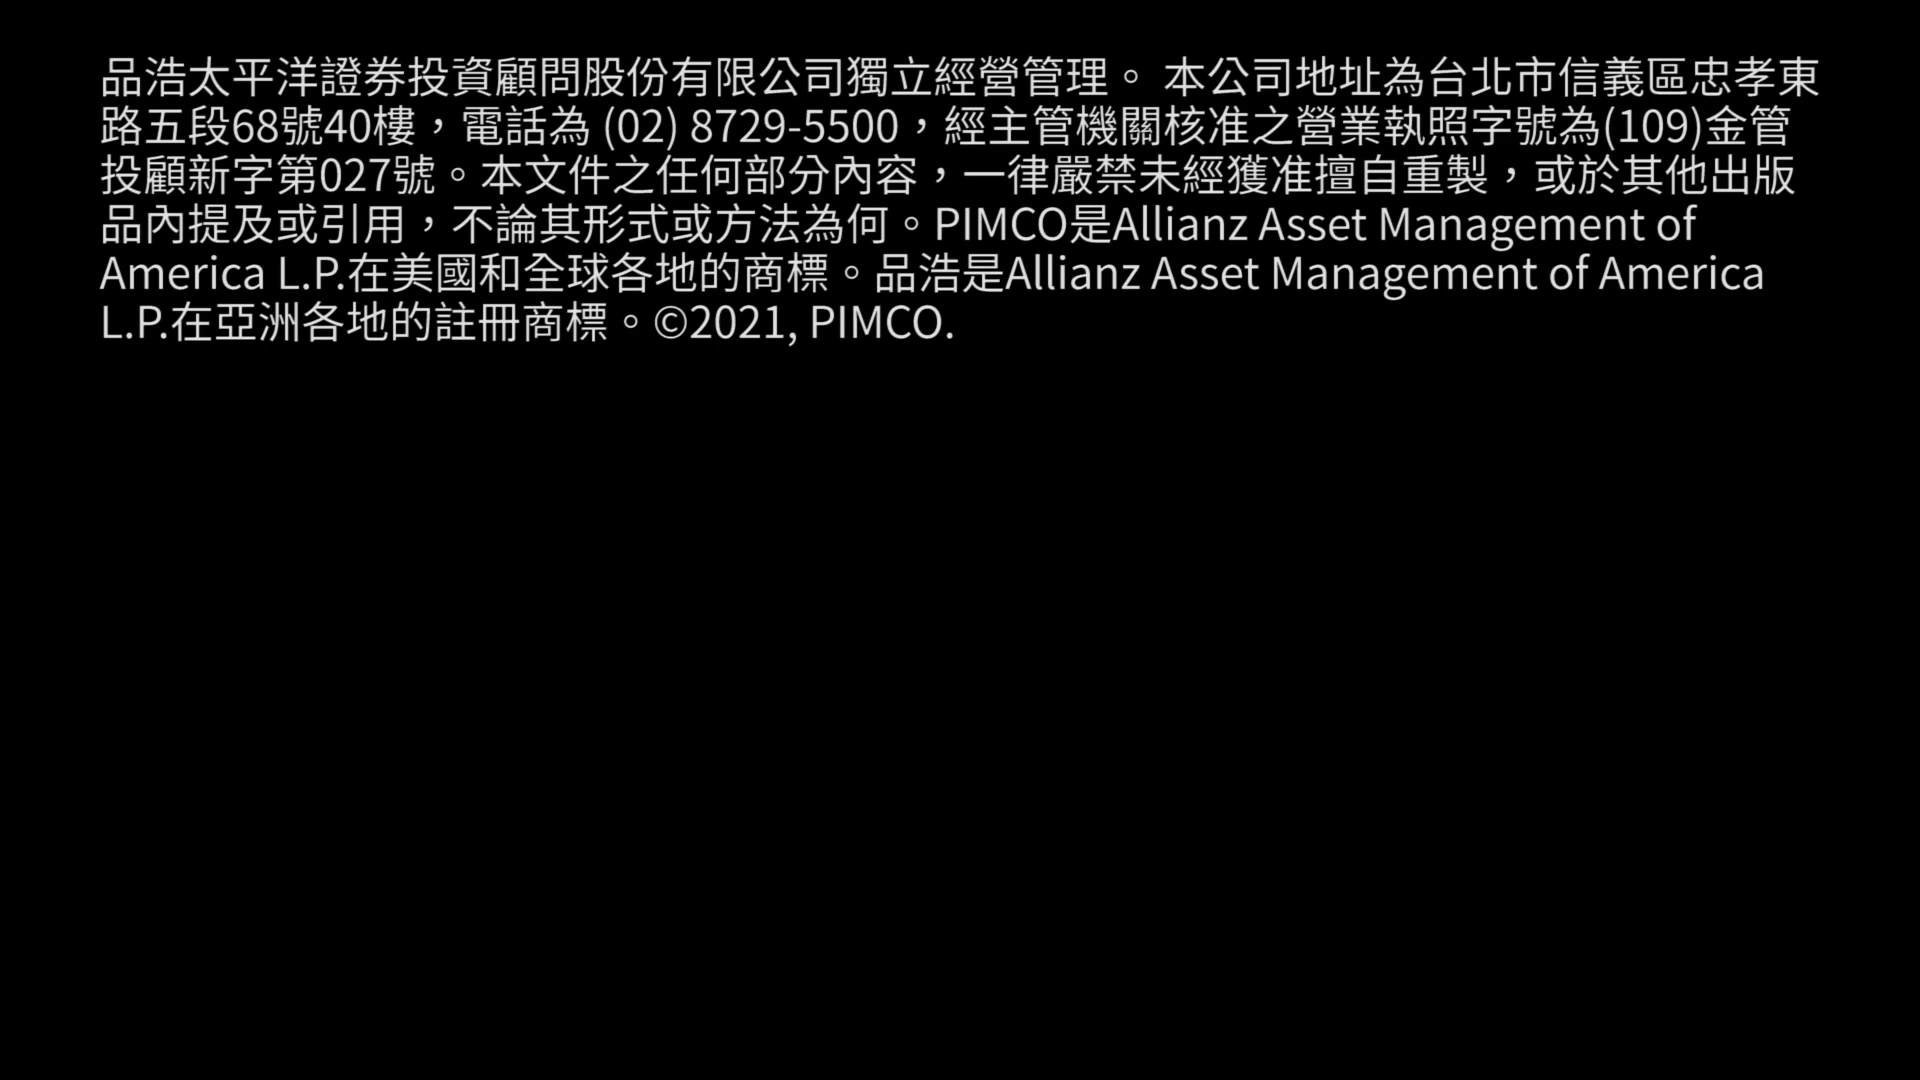 品浩太平洋證券投資顧問股份有限公司獨立經營管理。 本公司地址為台北市信義區忠孝東
路五段68號40樓，電話為 (02) 8729-5500，經主管機關核准之營業執照字號為(109)金管
投顧新字第027號。本文件之任何部分內容，一律嚴禁未經獲准擅自重製，或於其他出版
品內提及或引用，不論其形式或方法為何。PIMCO是Allianz Asset Management of
America L.P.在美國和全球各地的商標。品浩是Allianz Asset Management of America
L.P.在亞洲各地的註冊商標。©2021, PIMCO.